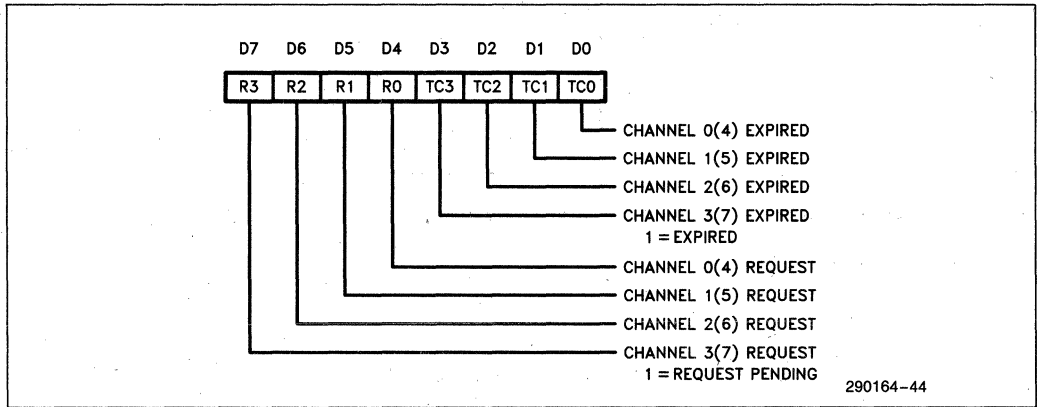 D7 D6 D5 D4 D3 D2 D1 D0
R3 R2 R1 R0 TC3 TC2 TC1 TC0
CHANNEL 0(4) EXPIRED
CHANNEL 1(5) EXPIRED
CHANNEL 2(6) EXPIRED
CHANNEL 3(7) EXPIRED
1 = EXPIRED
CHANNEL 0(4) REQUEST
CHANNEL 1(5) REQUEST
CHANNEL 2(6) REQUEST
CHANNEL 3(7) REQUEST
1 = REQUEST PENDING
290164-44